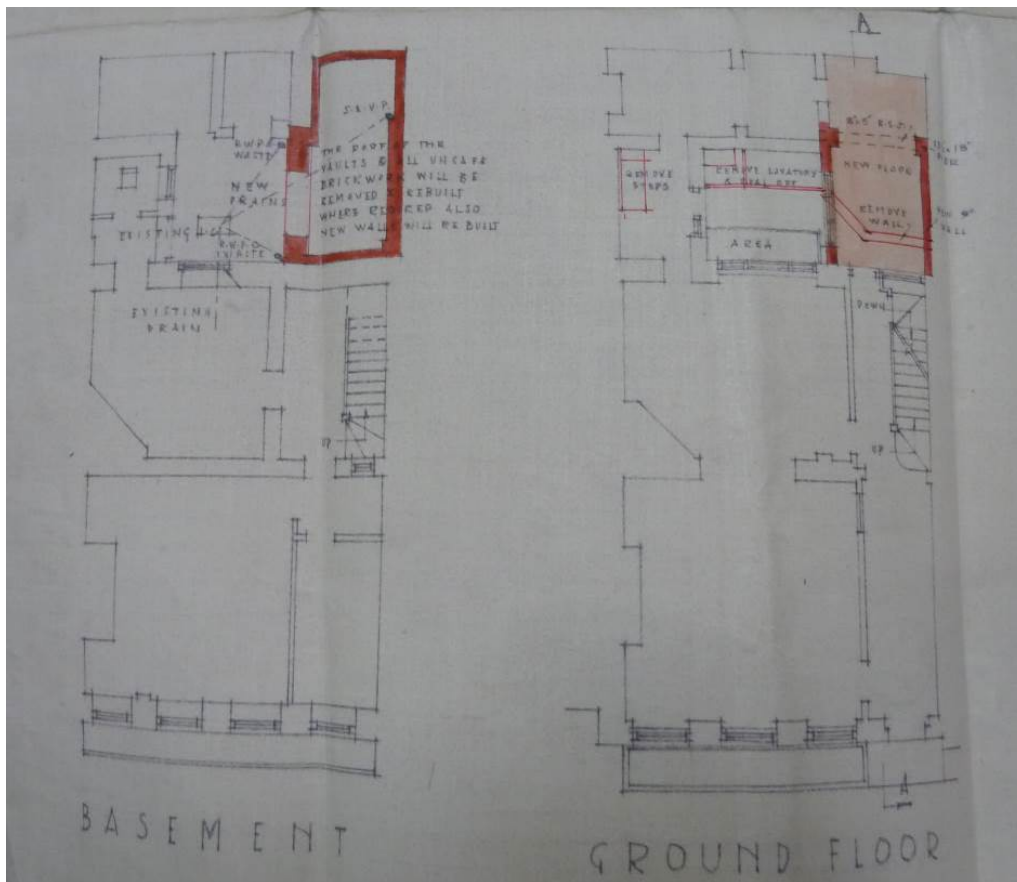 S.&.V.P.
R.W.P.&
WASTE
THE ROOF OF THE
VAULTS & ALL UNSAFE
BRICKWORK WILL BE
REMOVED & REBUILT
WHERE REQUIRED ALSO
NEW WALLS WILL BE BUILT
NEW
DRAINS
EXISTING
R.W.P.&
WASTE
EXISTING
DRAIN
UP
BASEMENT
A
R.S.J.
NEW FLOOR
REMOVE
STEPS
REMOVE LAVATORY
REMOVE
WALL
AREA
DOWN
UP
A
GROUND FLOOR